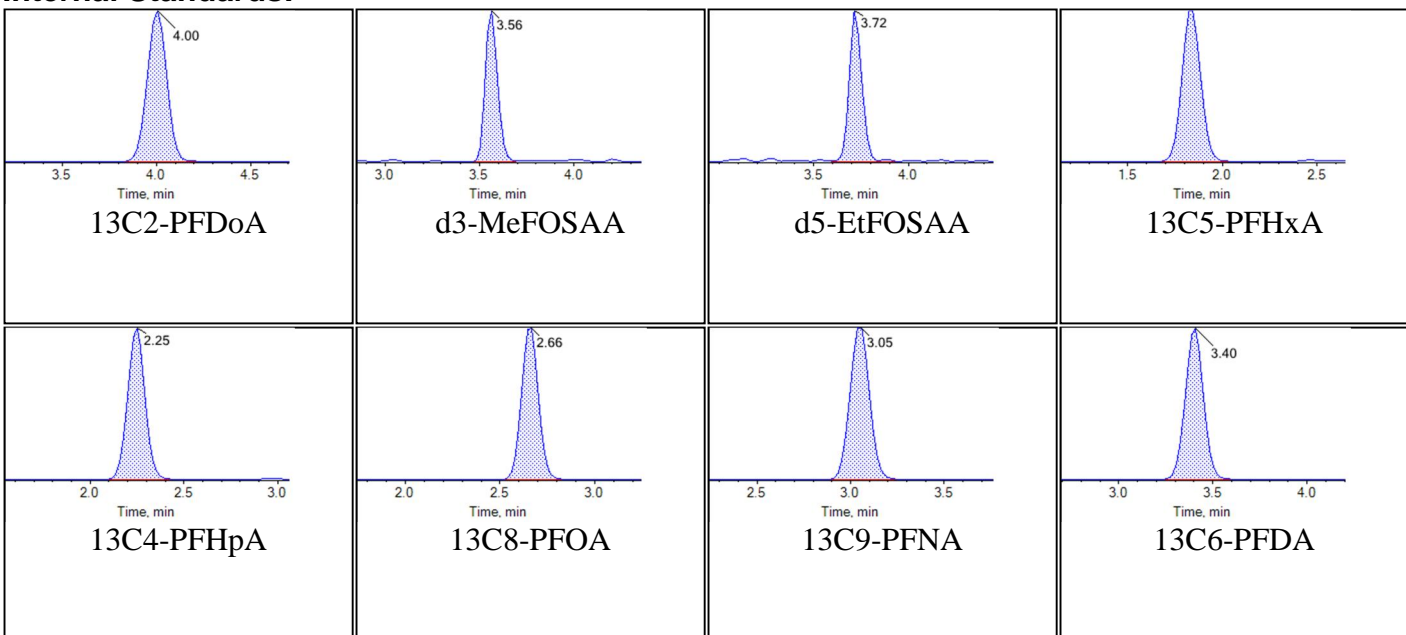 Internal Standards:
4.00
3.5 4.0 4.5
Time, min
13C2-PFDoA
3.56
3.0 3.5 4.0
Time, min
d3-MeFOSAA
3.72
3.5 4.0
Time, min
d5-EtFOSAA
1.5 2.0 2.5
Time, min
13C5-PFHxA
2.25
2.0 2.5 3.0
Time, min
13C4-PFHpA
2.66
2.0 2.5 3.0
Time, min
13C8-PFOA
3.05
2.5 3.0 3.5
Time, min
13C9-PFNA
3.40
3.0 3.5 4.0
Time, min
13C6-PFDA